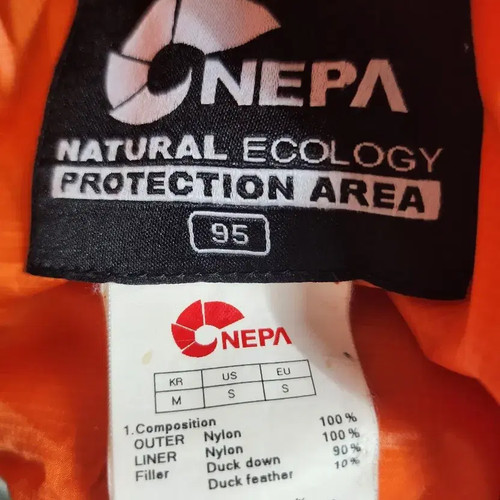 NEPA
NATURAL ECOLOGY
PROTECTION AREA
95
NEPA
KR US EU
M S S
1.Composition
OUTER Nylon 100%
LINER Nylon 100%
Filler Duck down 90%
Duck feather 10%